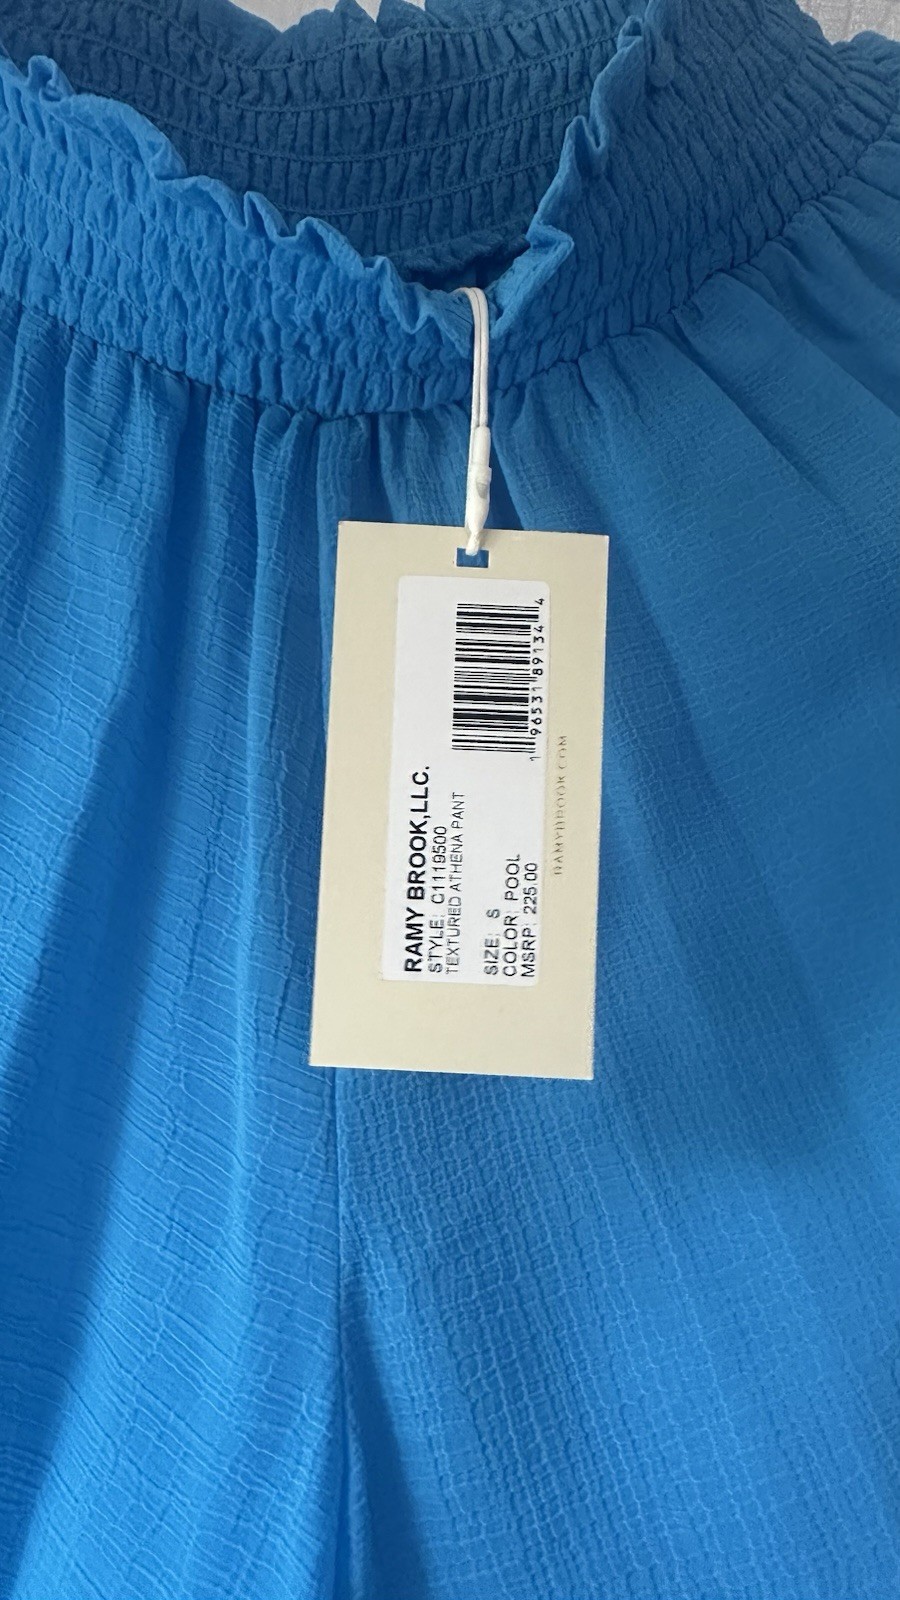 RAMY BROOK,LLC.
STYLE: C1119500
TEXTURED ATHENA PANT
SIZE: S
COLOR: POOL
MSRP: 225.00
1 96531 89134 4
RAMYBROOK.COM